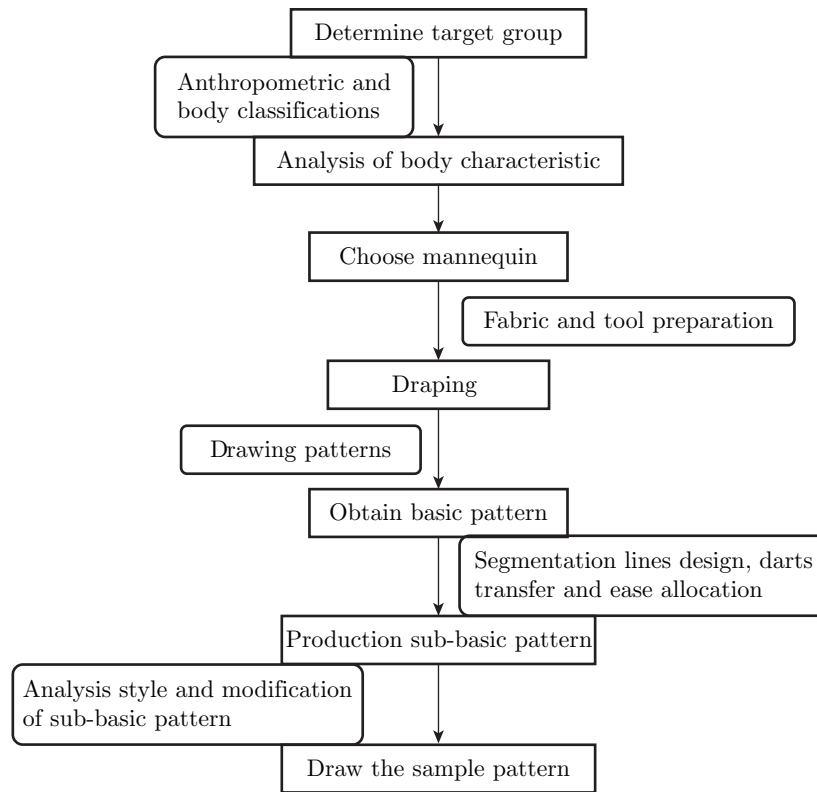 Determine target group
Anthropometric and
body classifications
Analysis of body characteristic
Choose mannequin
Fabric and tool preparation
Draping
Drawing patterns
Obtain basic pattern
Segmentation lines design, darts
transfer and ease allocation
Production sub-basic pattern
Analysis style and modification
of sub-basic pattern
Draw the sample pattern